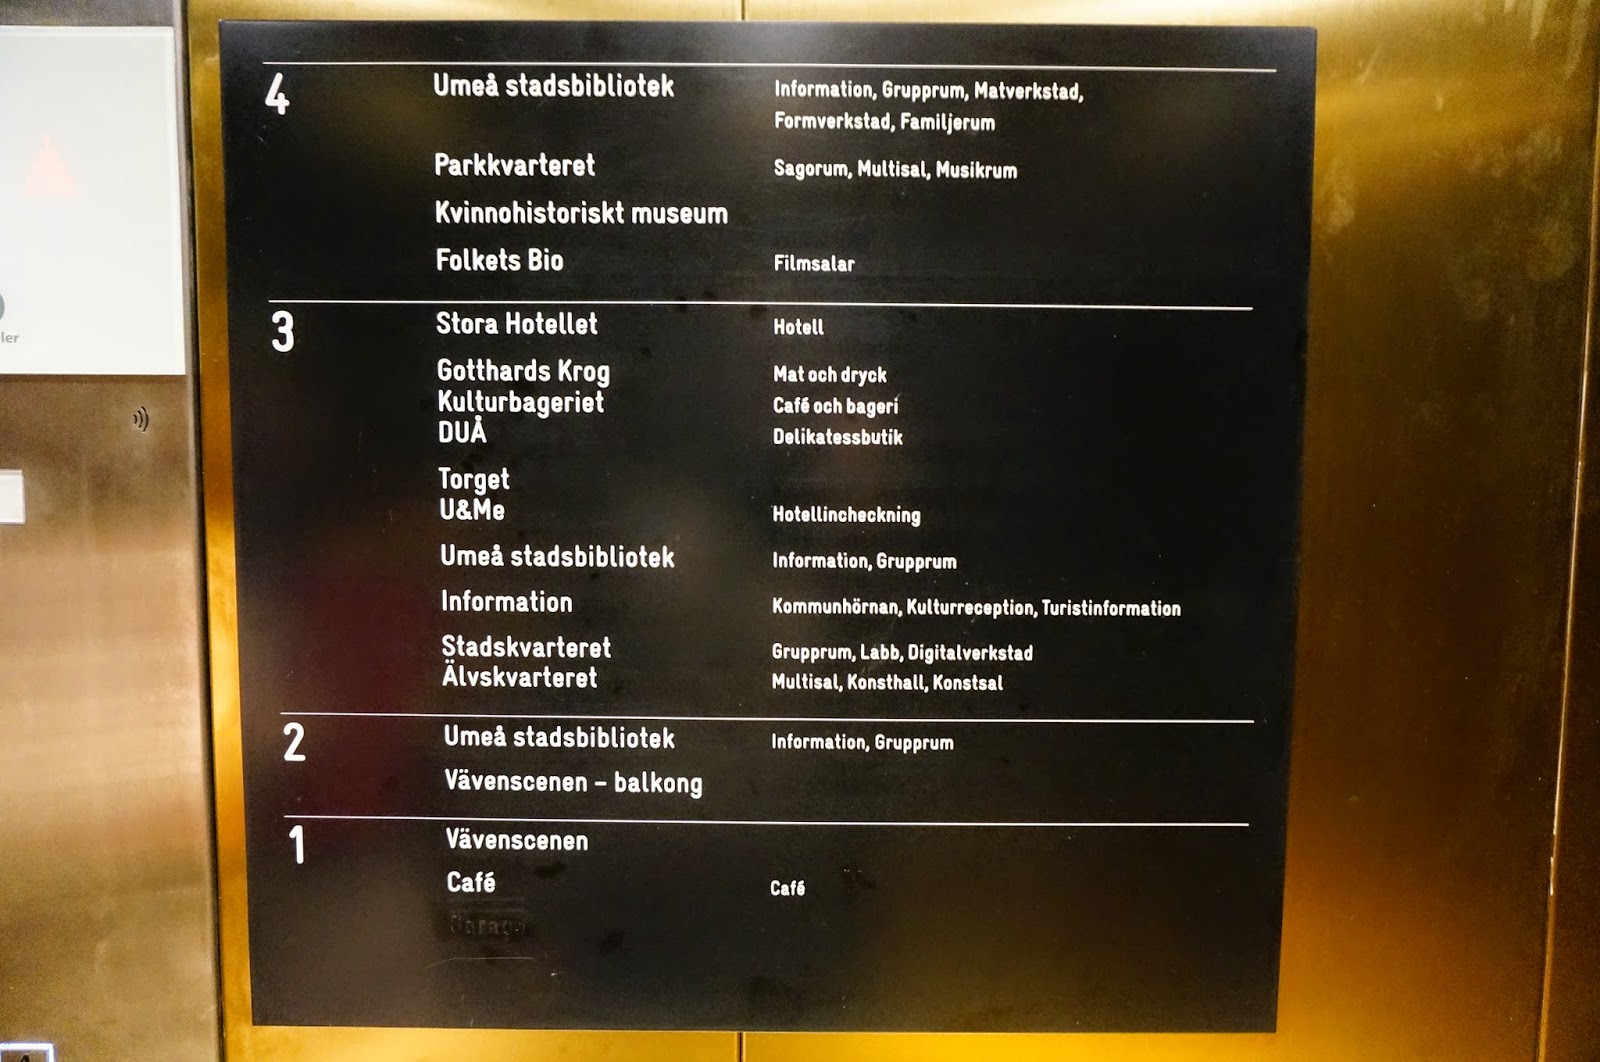 4 Umeå stadsbibliotek Information, Grupprum, Matverkstad,
Formverkstad, Familjerum
Parkkvarteret Sagorum, Multisal, Musikrum
Kvinnohistoriskt museum
Folkets Bio Filmsalar
3 Stora Hotellet Hotell
Gotthards Krog Mat och dryck
Kulturbageriet Café och bageri
DUÅ Delikatessbutik
Torget
U&Me Hotellincheckning
Umeå stadsbibliotek Information, Grupprum
Information Kommunhörnan, Kulturreception, Turistinformation
Stadskvarteret Grupprum, Labb, Digitalverkstad
Älvskvarteret Multisal, Konsthall, Konstsal
2 Umeå stadsbibliotek Information, Grupprum
Vävenscenen – balkong
1 Vävenscenen
Café Café
ler